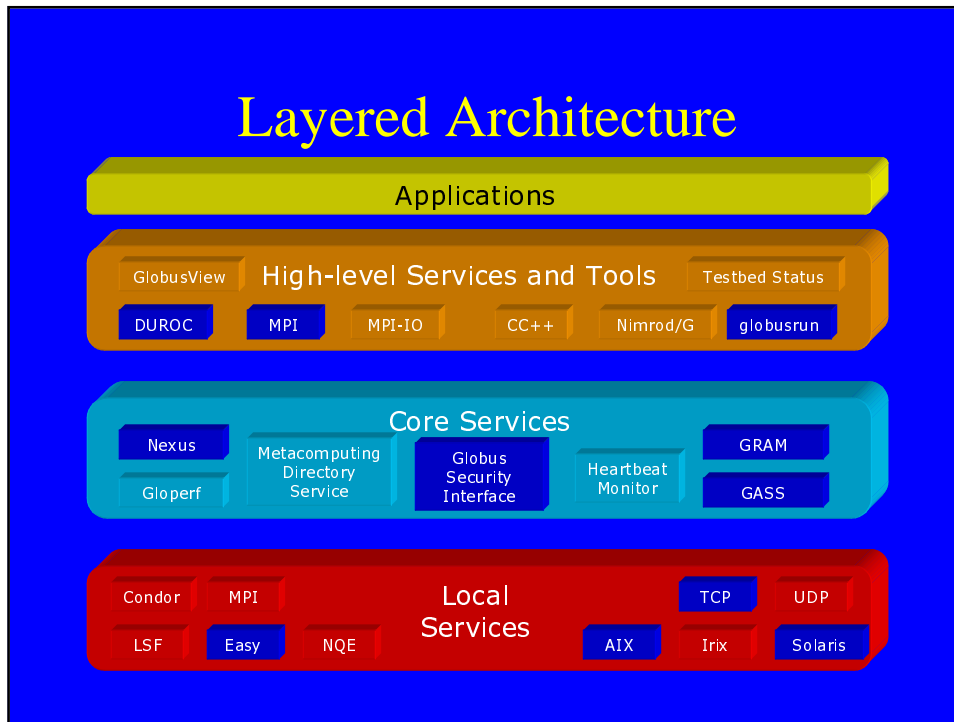 Layered Architecture
Applications
GlobusView
High-level Services and Tools
Testbed Status
DUROC
MPI
MPI-IO
CC++
Nimrod/G
globusrun
Core Services
Nexus
Metacomputing
Directory
Service
Globus
Security
Interface
Heartbeat
Monitor
GRAM
Gloperf
GASS
Condor
MPI
Local
Services
TCP
UDP
LSF
Easy
NQE
AIX
Irix
Solaris